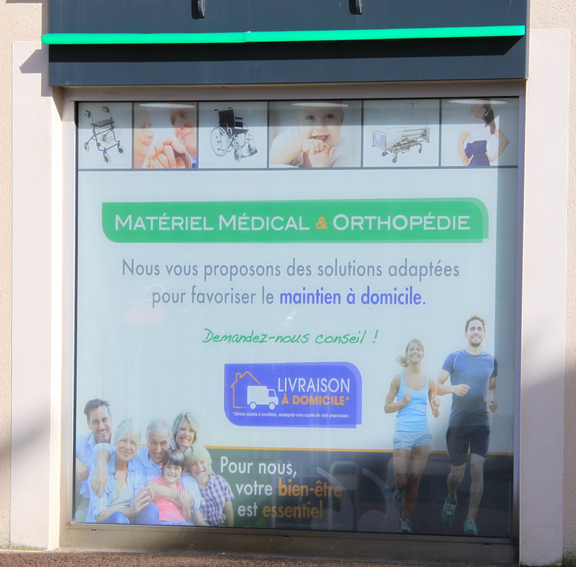 MATÉRIEL MÉDICAL & ORTHOPÉDIE
Nous vous proposons des solutions adaptées
pour favoriser le maintien à domicile.
Demandez-nous conseil !
LIVRAISON
À DOMICILE*
Pour nous,
votre bien-être
est essentiel